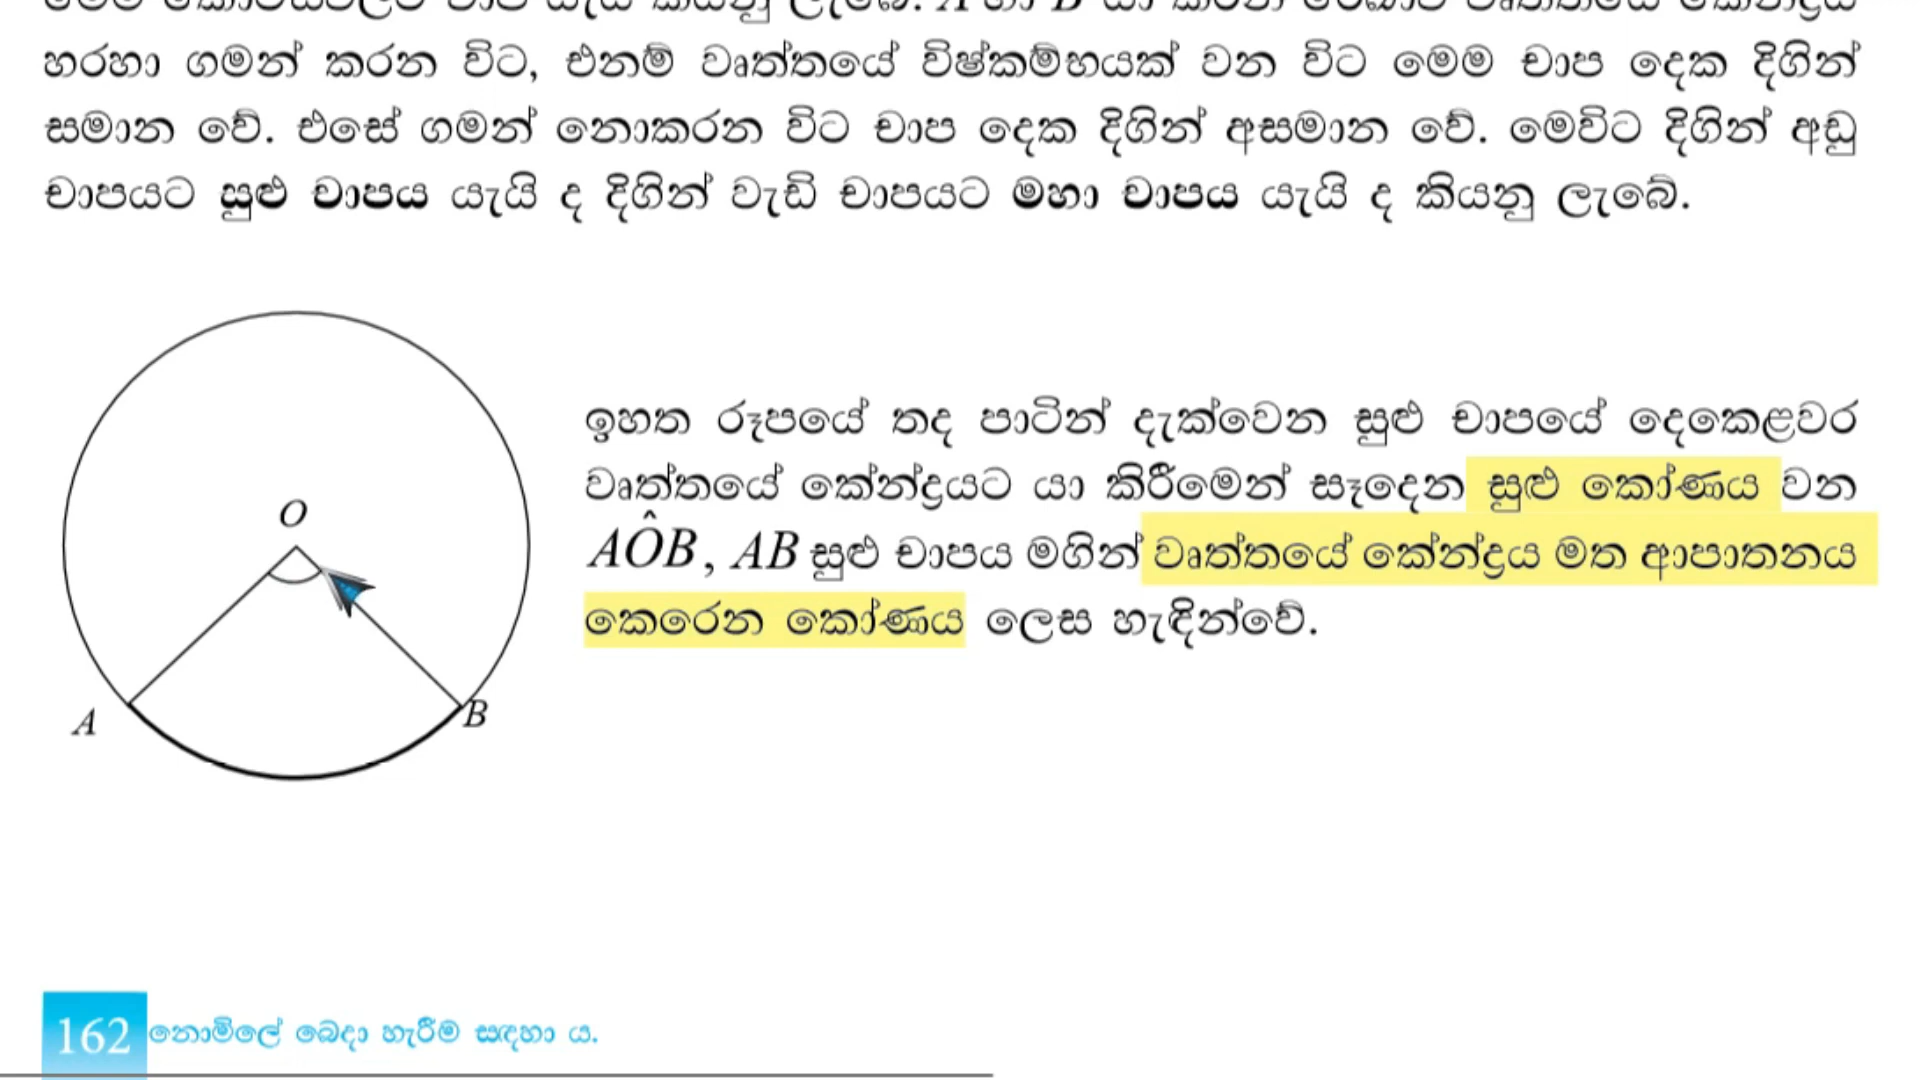 හරහා ගමන් කරන විට, එනම් වෘත්තයේ විෂ්කම්භයක් වන විට මෙම චාප දෙක දිගින්
සමාන වේ. එසේ ගමන් නොකරන විට චාප දෙක දිගින් අසමාන වේ. මෙවිට දිගින් අඩු
චාපයට සුළු චාපය යැයි ද දිගින් වැඩි චාපයට මහා චාපය යැයි ද කියනු ලැබේ.
O
A
B
ඉහත රූපයේ තද පාටින් දැක්වෙන සුළු චාපයේ දෙකෙළවර
වෘත්තයේ කේන්ද්‍රයට යා කිරීමෙන් සෑදෙන සුළු කෝණය වන
AÔB, AB සුළු චාපය මගින් වෘත්තයේ කේන්ද්‍රය මත ආපාතනය
කෙරෙන කෝණය ලෙස හැඳින්වේ.
162 නොමිලේ බෙදා හැරීම සඳහා ය.